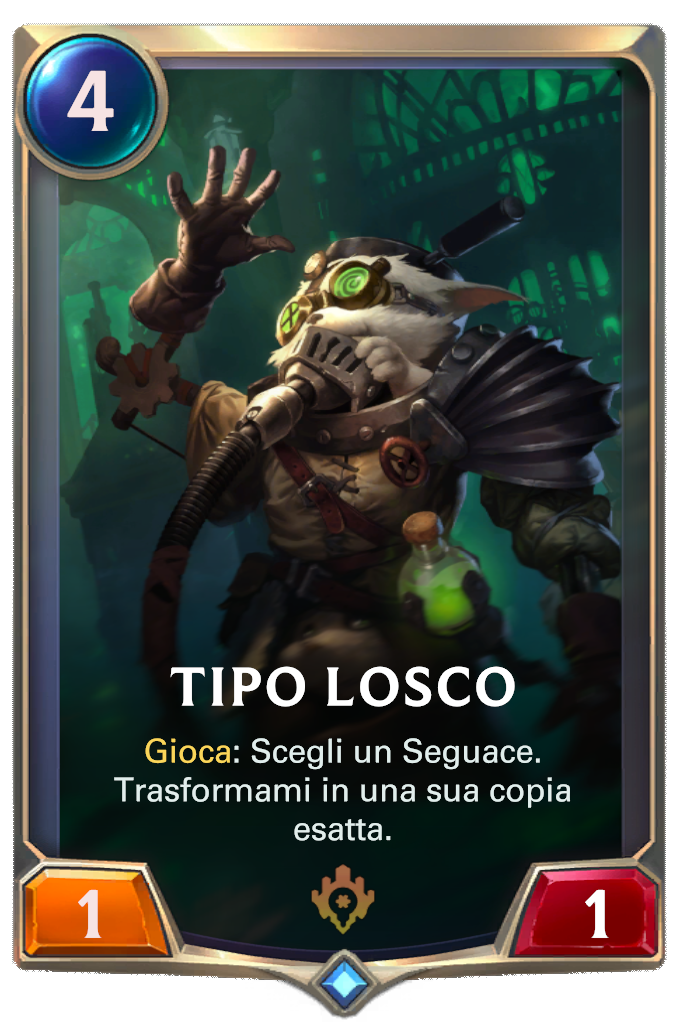 4
TIPO LOSCO
Gioca: Scegli un Seguace.
Trasformami in una sua copia
esatta.
1 1